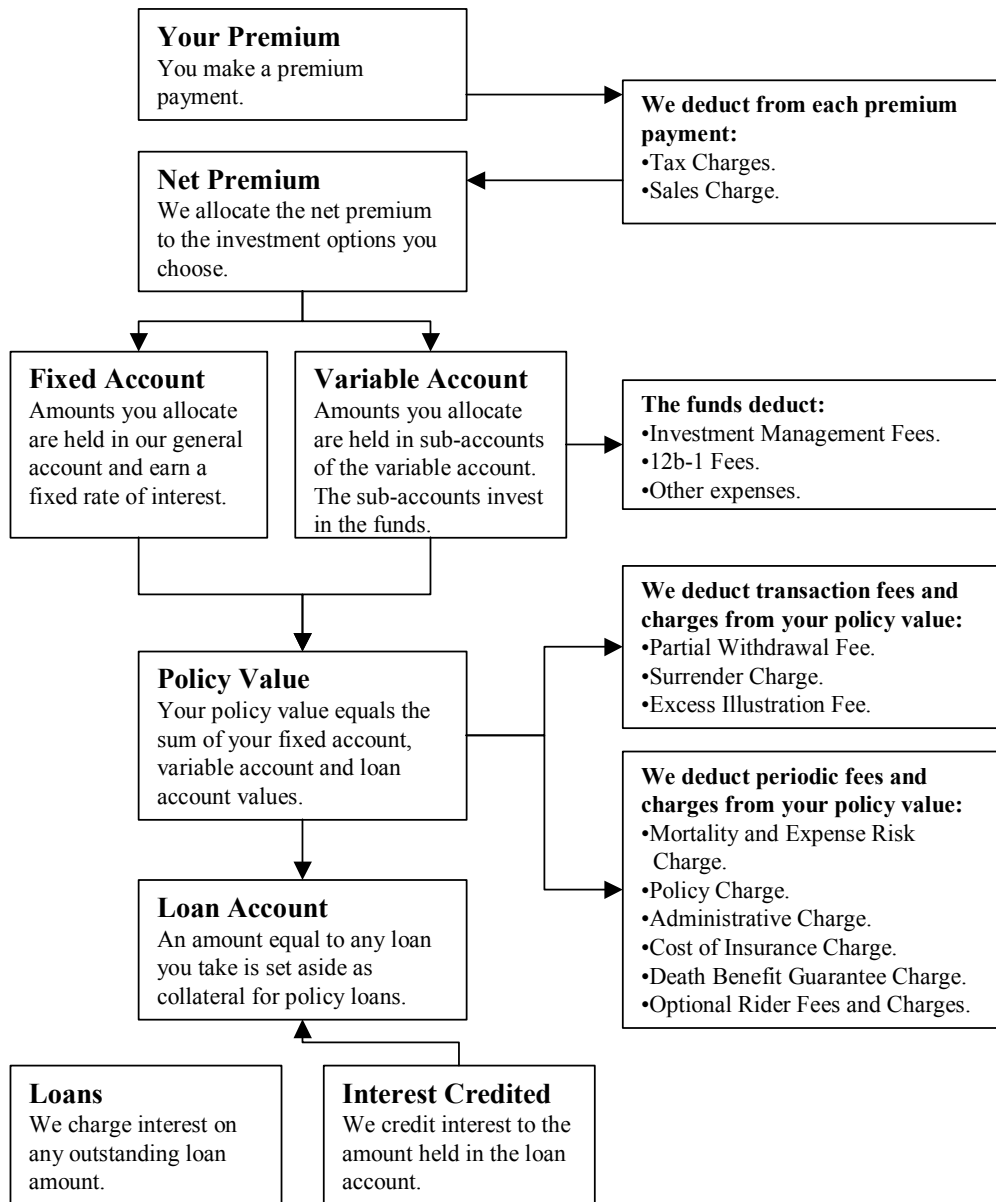 Your Premium
You make a premium
payment.
We deduct from each premium
payment:
•Tax Charges.
•Sales Charge.
Net Premium
We allocate the net premium
to the investment options you
choose.
Fixed Account
Amounts you allocate
are held in our general
account and earn a
fixed rate of interest.
Variable Account
Amounts you allocate
are held in sub-accounts
of the variable account.
The sub-accounts invest
in the funds.
The funds deduct:
•Investment Management Fees.
•12b-1 Fees.
•Other expenses.
We deduct transaction fees and
charges from your policy value:
•Partial Withdrawal Fee.
•Surrender Charge.
•Excess Illustration Fee.
Policy Value
Your policy value equals the
sum of your fixed account,
variable account and loan
account values.
We deduct periodic fees and
charges from your policy value:
•Mortality and Expense Risk
Charge.
•Policy Charge.
•Administrative Charge.
•Cost of Insurance Charge.
•Death Benefit Guarantee Charge.
•Optional Rider Fees and Charges.
Loan Account
An amount equal to any loan
you take is set aside as
collateral for policy loans.
Loans
We charge interest on
any outstanding loan
amount.
Interest Credited
We credit interest to the
amount held in the loan
account.